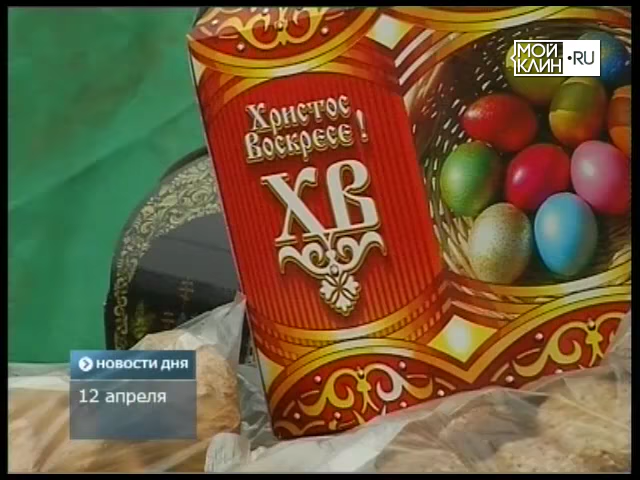 МОЙ
КЛИН
.RU
Христос
Воскресе!
ХВ
НОВОСТИ ДНЯ
12 апреля